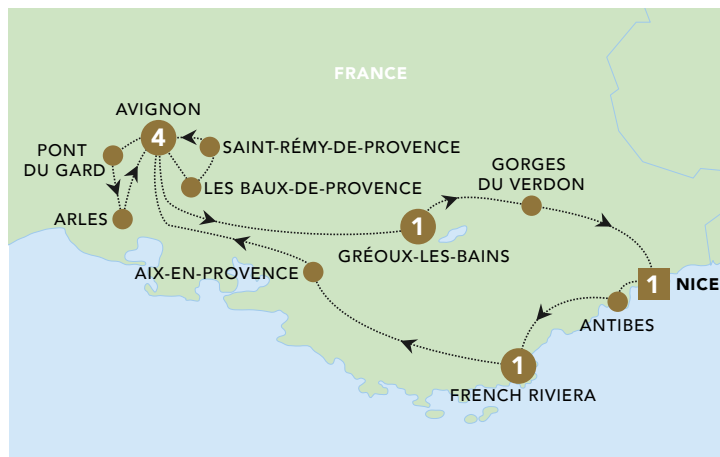 FRANCE
AVIGNON
4
PONT
DU GARD
SAINT-RÉMY-DE-PROVENCE
LES BAUX-DE-PROVENCE
ARLES
GORGES
DU VERDON
1
GRÉOUX-LES-BAINS
AIX-EN-PROVENCE
1 NICE
ANTIBES
1
FRENCH RIVIERA